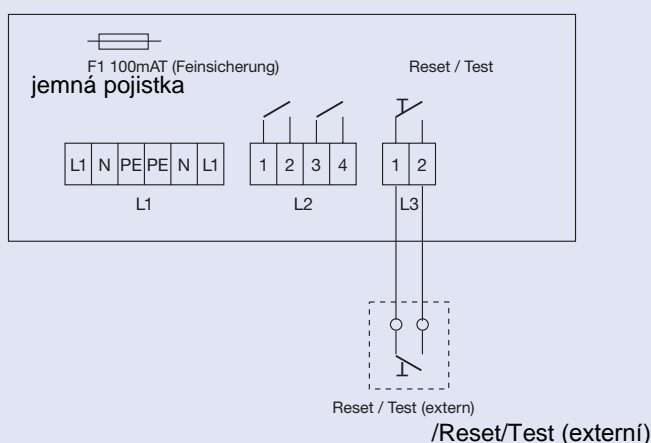 F1 100mAT (Feinsicherung) Reset / Test
jemná pojistka
L1 N PE PE N L1 1 2 3 4 1 2
L1 L2 L3
Reset / Test (extern)
/Reset/Test (externí)